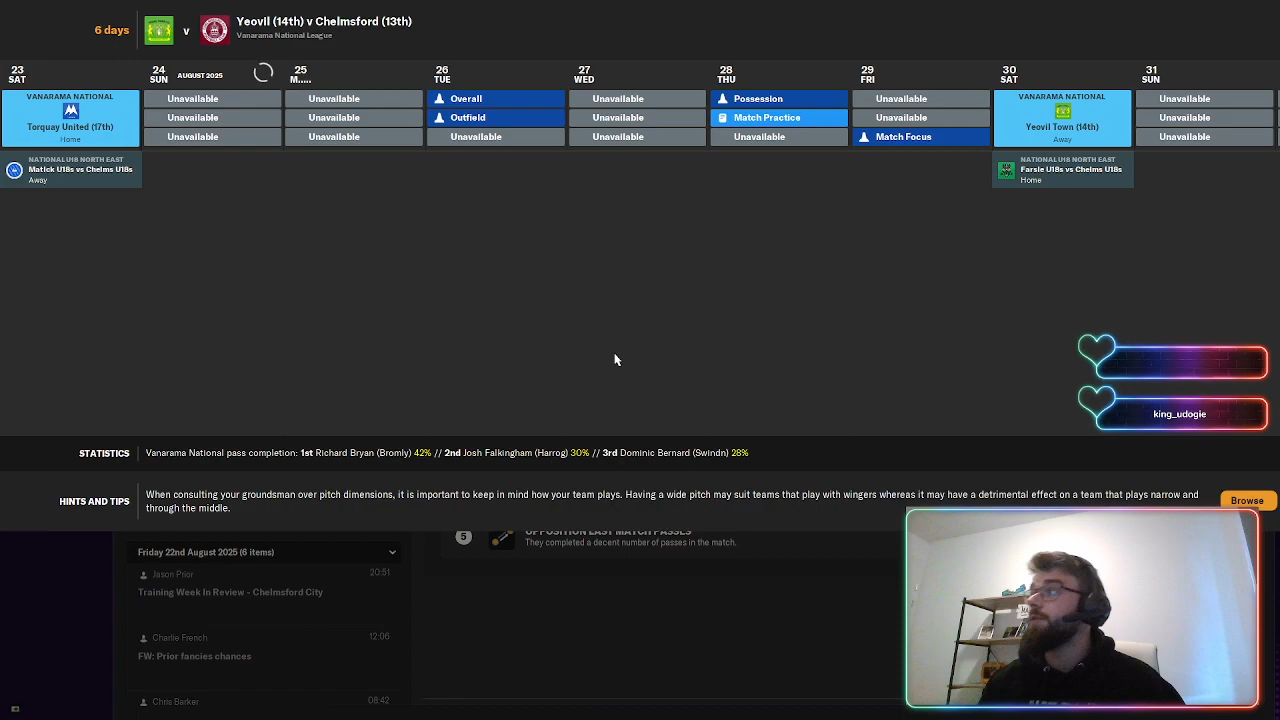 6 days
v
Yeovil (14th) v Chelmsford (13th)
Vanarama National League
23
SAT
24
SUN
AUGUST 2025
25
M.....
26
TUE
27
WED
28
THU
29
FRI
30
SAT
31
SUN
VANARAMA NATIONAL
Torquay United (17th)
Home
Unavailable
Unavailable
Unavailable
Unavailable
Unavailable
Unavailable
Overall
Outfield
Unavailable
Unavailable
Unavailable
Unavailable
Possession
Match Practice
Unavailable
Unavailable
Unavailable
Match Focus
VANARAMA NATIONAL
Yeovil Town (14th)
Away
Unavailable
Unavailable
Unavailable
NATIONAL U18 NORTH EAST
Matlck U18s vs Chelms U18s
Away
NATIONAL U18 NORTH EAST
Farsle U18s vs Chelms U18s
Home
king_udogie
STATISTICS
Vanarama National pass completion: 1st Richard Bryan (Bromly) 42% // 2nd Josh Falkingham (Harrog) 30% // 3rd Dominic Bernard (Swindn) 28%
HINTS AND TIPS
When consulting your groundsman over pitch dimensions, it is important to keep in mind how your team plays. Having a wide pitch may suit teams that play with wingers whereas it may have a detrimental effect on a team that plays narrow and
through the middle.
Browse
5
OPPOSITION LAST MATCH PASSES
They completed a decent number of passes in the match.
Friday 22nd August 2025 (6 items)
Jason Prior
20:51
Training Week In Review - Chelmsford City
Charlie French
12:06
FW: Prior fancies chances
Chris Barker
08:42